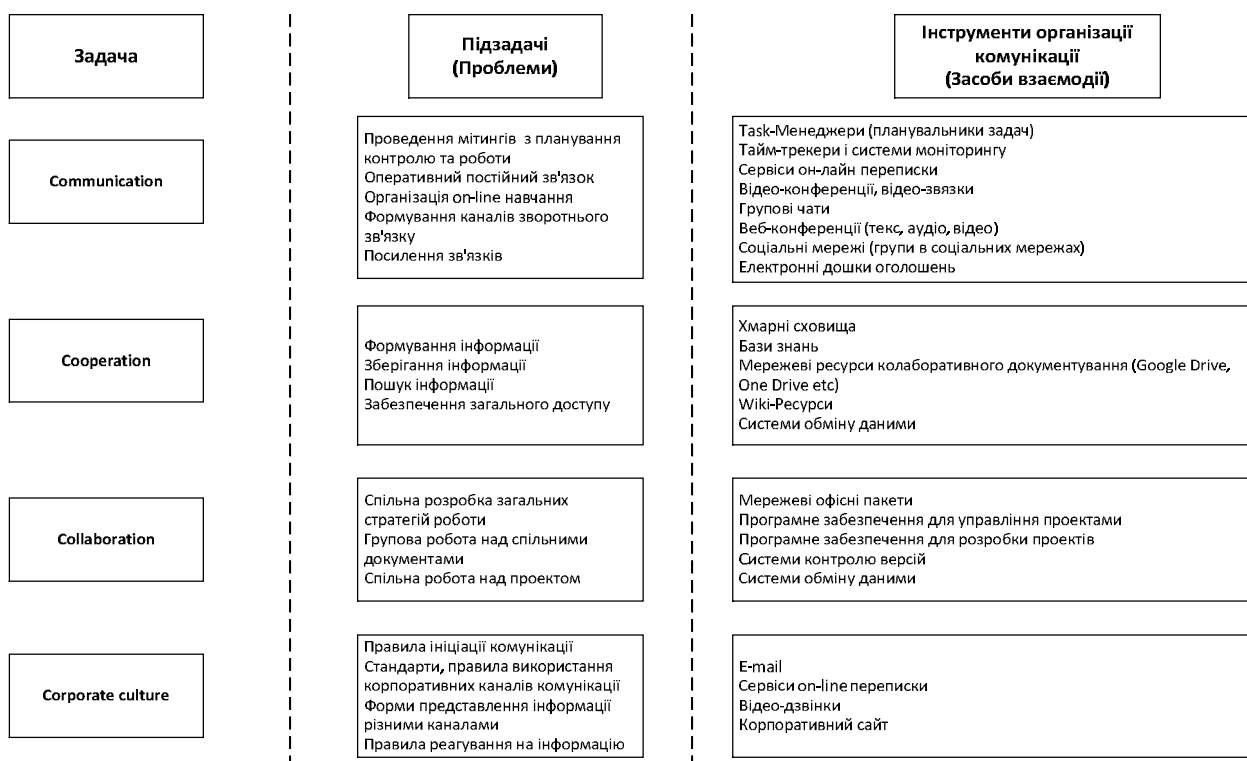 Задача
Підзадачі
(Проблеми)
Інструменти організації
комунікації
(Засоби взаємодії)
Communication
Проведення мітингів з планування
контролю та роботи
Оперативний постійний зв'язок
Організація on-line навчання
Формування каналів зворотнього
зв'язку
Посилення зв'язків
Task-Менеджери (планувальники задач)
Тайм-трекери і системи моніторингу
Сервіси он-лайн переписки
Відео-конференції, відео-звязки
Групові чати
Веб-конференції (текс, аудіо, відео)
Соціальні мережі (групи в соціальних мережах)
Електронні дошки оголошень
Cooperation
Формування інформації
Зберігання інформації
Пошук інформації
Забезпечення загального доступу
Хмарні сховища
Бази знань
Мережеві ресурси колаборативного документування (Google Drive,
One Drive etc)
Wiki-Ресурси
Системи обміну даними
Collaboration
Спільна розробка загальних
стратегій роботи
Групова робота над спільними
документами
Спільна робота над проектом
Мережеві офісні пакети
Програмне забезпечення для управління проектами
Програмне забезпечення для розробки проектів
Системи контролю версій
Системи обміну даними
Corporate culture
Правила ініціації комунікації
Стандарти, правила використання
корпоративних каналів комунікації
Форми представлення інформації
різними каналами
Правила реагування на інформацію
E-mail
Сервіси on-line переписки
Відео-дзвінки
Корпоративний сайт